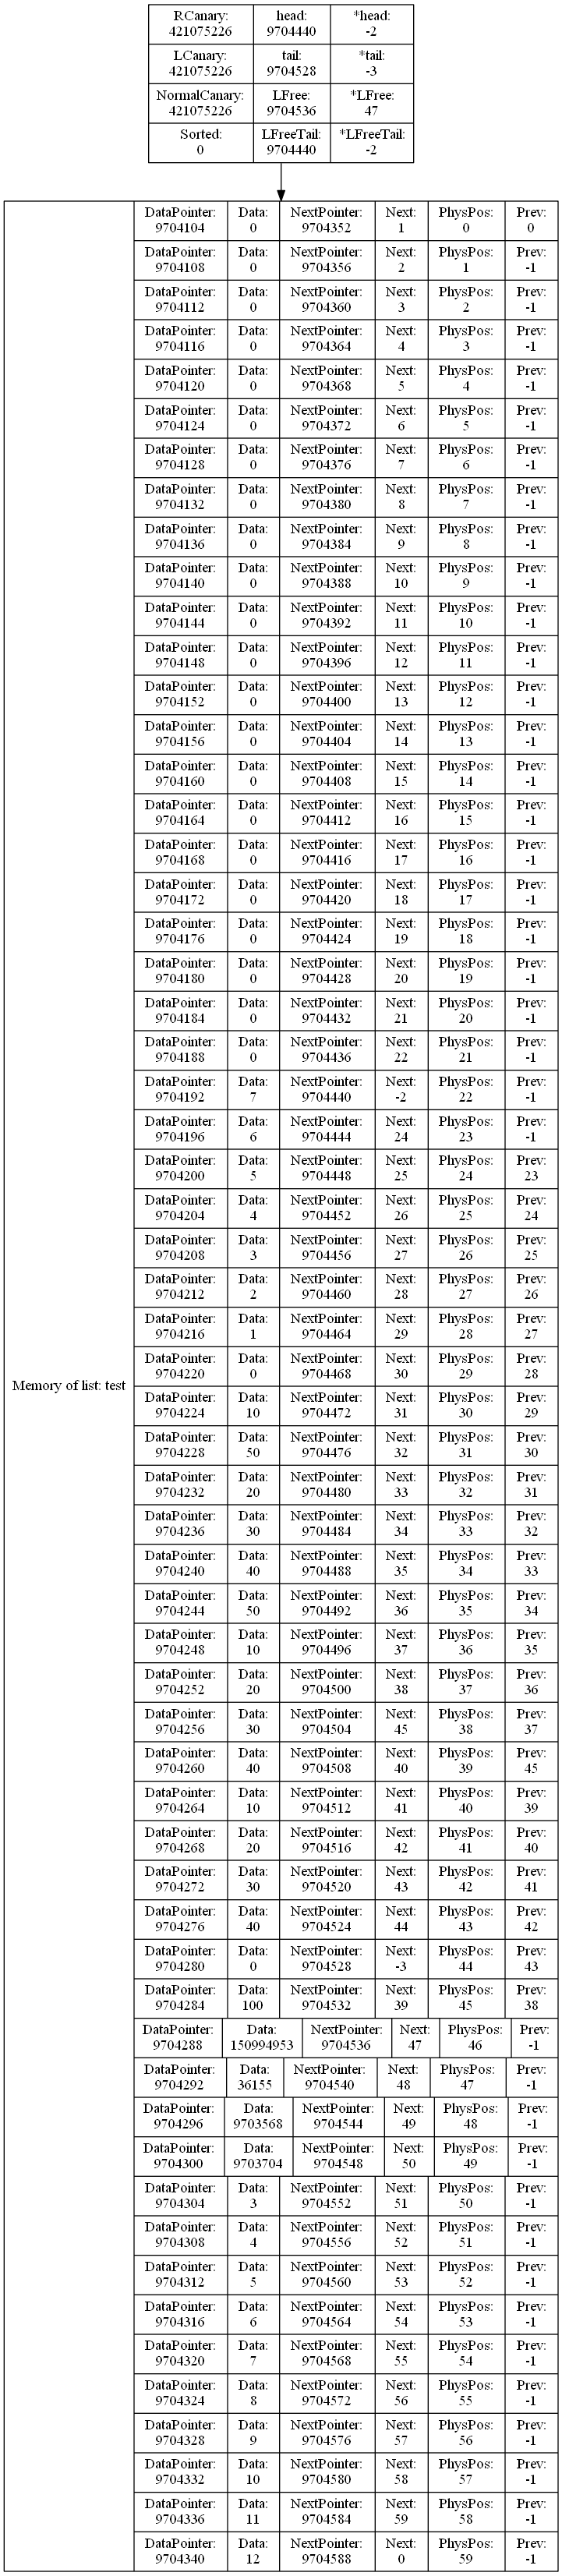 RCanary: head: *head:
421075226 9704440 -2
LCanary: tail: *tail:
421075226 9704528 -3
NormalCanary: LFree: *LFree:
421075226 9704536 47
Sorted: LFreeTail: *LFreeTail:
0 9704440 -2
Memory of list: test
DataPointer: Data: NextPointer: Next: PhysPos: Prev:
9704104 0 9704352 1 0 0
DataPointer: Data: NextPointer: Next: PhysPos: Prev:
9704108 0 9704356 2 1 -1
DataPointer: Data: NextPointer: Next: PhysPos: Prev:
9704112 0 9704360 3 2 -1
DataPointer: Data: NextPointer: Next: PhysPos: Prev:
9704116 0 9704364 4 3 -1
DataPointer: Data: NextPointer: Next: PhysPos: Prev:
9704120 0 9704368 5 4 -1
DataPointer: Data: NextPointer: Next: PhysPos: Prev:
9704124 0 9704372 6 5 -1
DataPointer: Data: NextPointer: Next: PhysPos: Prev:
9704128 0 9704376 7 6 -1
DataPointer: Data: NextPointer: Next: PhysPos: Prev:
9704132 0 9704380 8 7 -1
DataPointer: Data: NextPointer: Next: PhysPos: Prev:
9704136 0 9704384 9 8 -1
DataPointer: Data: NextPointer: Next: PhysPos: Prev:
9704140 0 9704388 10 9 -1
DataPointer: Data: NextPointer: Next: PhysPos: Prev:
9704144 0 9704392 11 10 -1
DataPointer: Data: NextPointer: Next: PhysPos: Prev:
9704148 0 9704396 12 11 -1
DataPointer: Data: NextPointer: Next: PhysPos: Prev:
9704152 0 9704400 13 12 -1
DataPointer: Data: NextPointer: Next: PhysPos: Prev:
9704156 0 9704404 14 13 -1
DataPointer: Data: NextPointer: Next: PhysPos: Prev:
9704160 0 9704408 15 14 -1
DataPointer: Data: NextPointer: Next: PhysPos: Prev:
9704164 0 9704412 16 15 -1
DataPointer: Data: NextPointer: Next: PhysPos: Prev:
9704168 0 9704416 17 16 -1
DataPointer: Data: NextPointer: Next: PhysPos: Prev:
9704172 0 9704420 18 17 -1
DataPointer: Data: NextPointer: Next: PhysPos: Prev:
9704176 0 9704424 19 18 -1
DataPointer: Data: NextPointer: Next: PhysPos: Prev:
9704180 0 9704428 20 19 -1
DataPointer: Data: NextPointer: Next: PhysPos: Prev:
9704184 0 9704432 21 20 -1
DataPointer: Data: NextPointer: Next: PhysPos: Prev:
9704188 0 9704436 22 21 -1
DataPointer: Data: NextPointer: Next: PhysPos: Prev:
9704192 7 9704440 -2 22 -1
DataPointer: Data: NextPointer: Next: PhysPos: Prev:
9704196 6 9704444 24 23 -1
DataPointer: Data: NextPointer: Next: PhysPos: Prev:
9704200 5 9704448 25 24 23
DataPointer: Data: NextPointer: Next: PhysPos: Prev:
9704204 4 9704452 26 25 24
DataPointer: Data: NextPointer: Next: PhysPos: Prev:
9704208 3 9704456 27 26 25
DataPointer: Data: NextPointer: Next: PhysPos: Prev:
9704212 2 9704460 28 27 26
DataPointer: Data: NextPointer: Next: PhysPos: Prev:
9704216 1 9704464 29 28 27
DataPointer: Data: NextPointer: Next: PhysPos: Prev:
9704220 0 9704468 30 29 28
DataPointer: Data: NextPointer: Next: PhysPos: Prev:
9704224 10 9704472 31 30 29
DataPointer: Data: NextPointer: Next: PhysPos: Prev:
9704228 50 9704476 32 31 30
DataPointer: Data: NextPointer: Next: PhysPos: Prev:
9704232 20 9704480 33 32 31
DataPointer: Data: NextPointer: Next: PhysPos: Prev:
9704236 30 9704484 34 33 32
DataPointer: Data: NextPointer: Next: PhysPos: Prev:
9704240 40 9704488 35 34 33
DataPointer: Data: NextPointer: Next: PhysPos: Prev:
9704244 50 9704492 36 35 34
DataPointer: Data: NextPointer: Next: PhysPos: Prev:
9704248 10 9704496 37 36 35
DataPointer: Data: NextPointer: Next: PhysPos: Prev:
9704252 20 9704500 38 37 36
DataPointer: Data: NextPointer: Next: PhysPos: Prev:
9704256 30 9704504 45 38 37
DataPointer: Data: NextPointer: Next: PhysPos: Prev:
9704260 40 9704508 40 39 45
DataPointer: Data: NextPointer: Next: PhysPos: Prev:
9704264 10 9704512 41 40 39
DataPointer: Data: NextPointer: Next: PhysPos: Prev:
9704268 20 9704516 42 41 40
DataPointer: Data: NextPointer: Next: PhysPos: Prev:
9704272 30 9704520 43 42 41
DataPointer: Data: NextPointer: Next: PhysPos: Prev:
9704276 40 9704524 44 43 42
DataPointer: Data: NextPointer: Next: PhysPos: Prev:
9704280 0 9704528 -3 44 43
DataPointer: Data: NextPointer: Next: PhysPos: Prev:
9704284 100 9704532 39 45 38
DataPointer: Data: NextPointer: Next: PhysPos: Prev:
9704288 150994953 9704536 47 46 -1
DataPointer: Data: NextPointer: Next: PhysPos: Prev:
9704292 36155 9704540 48 47 -1
DataPointer: Data: NextPointer: Next: PhysPos: Prev:
9704296 9703568 9704544 49 48 -1
DataPointer: Data: NextPointer: Next: PhysPos: Prev:
9704300 9703704 9704548 50 49 -1
DataPointer: Data: NextPointer: Next: PhysPos: Prev:
9704304 3 9704552 51 50 -1
DataPointer: Data: NextPointer: Next: PhysPos: Prev:
9704308 4 9704556 52 51 -1
DataPointer: Data: NextPointer: Next: PhysPos: Prev:
9704312 5 9704560 53 52 -1
DataPointer: Data: NextPointer: Next: PhysPos: Prev:
9704316 6 9704564 54 53 -1
DataPointer: Data: NextPointer: Next: PhysPos: Prev:
9704320 7 9704568 55 54 -1
DataPointer: Data: NextPointer: Next: PhysPos: Prev:
9704324 8 9704572 56 55 -1
DataPointer: Data: NextPointer: Next: PhysPos: Prev:
9704328 9 9704576 57 56 -1
DataPointer: Data: NextPointer: Next: PhysPos: Prev:
9704332 10 9704580 58 57 -1
DataPointer: Data: NextPointer: Next: PhysPos: Prev:
9704336 11 9704584 59 58 -1
DataPointer: Data: NextPointer: Next: PhysPos: Prev:
9704340 12 9704588 0 59 -1